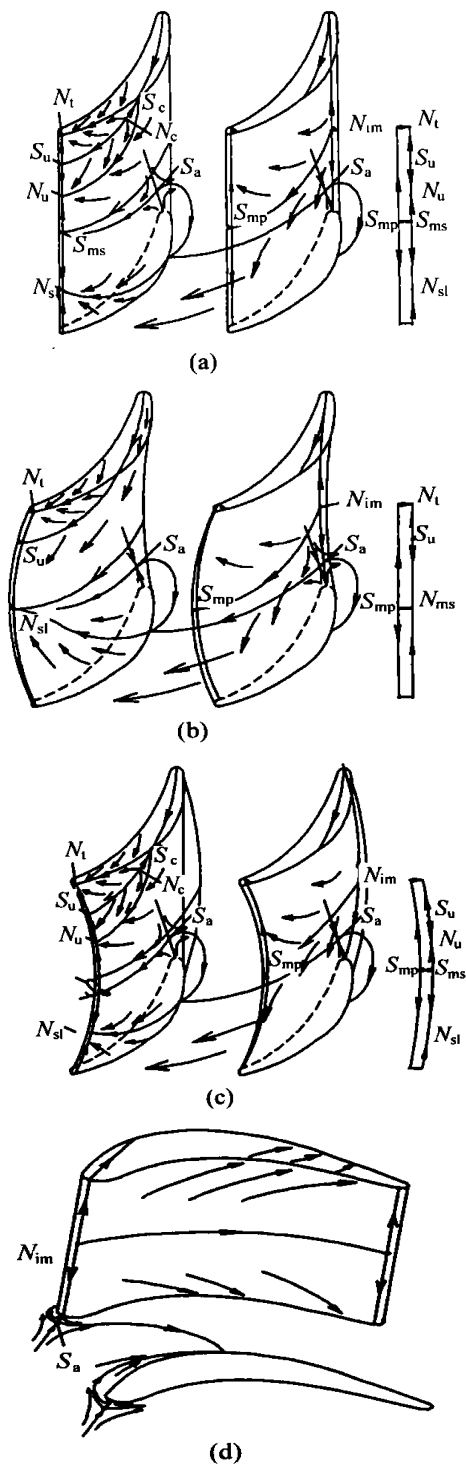 N_t
S_c
N_c
S_u
N_u
S_a
S_ms
N_s
N_im
S_a
S_mp
N_t
S_u
N_u
S_mp S_ms
N_sl
(a)
N_t
S_u
S_a
N_sl
N_im
S_a
S_mp
N_t
S_u
S_mp N_ms
(b)
N_t
S_c
N_c
S_u
S_a
N_u
N_sl
N_im
S_a
S_mp
S_u
N_u
S_mp S_ms
N_sl
(c)
N_im
S_a
(d)